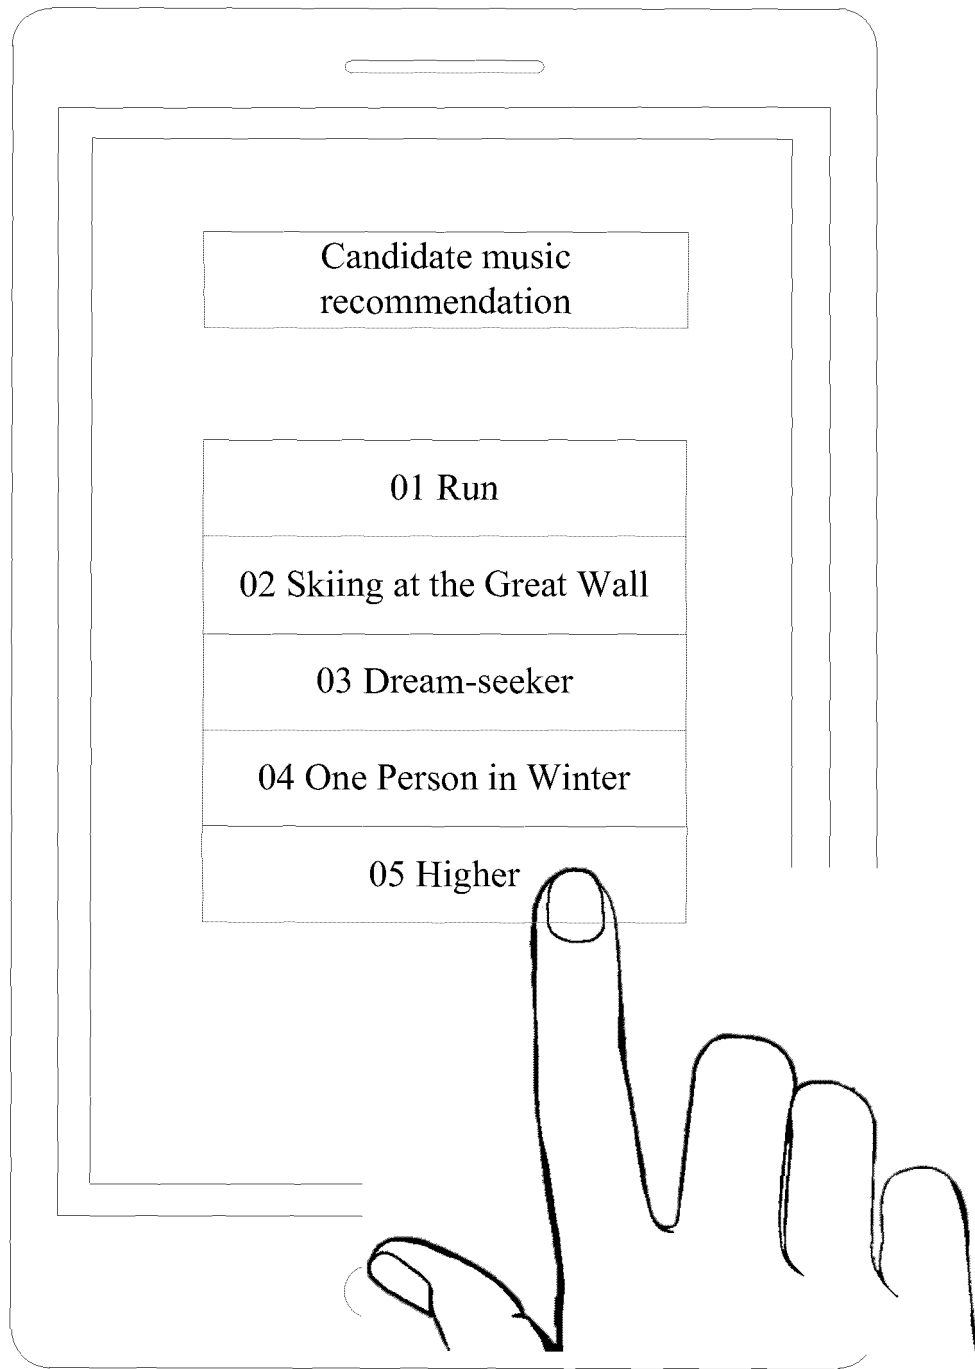 Candidate music
recommendation
01 Run
02 Skiing at the Great Wall
03 Dream-seeker
04 One Person in Winter
05 Higher